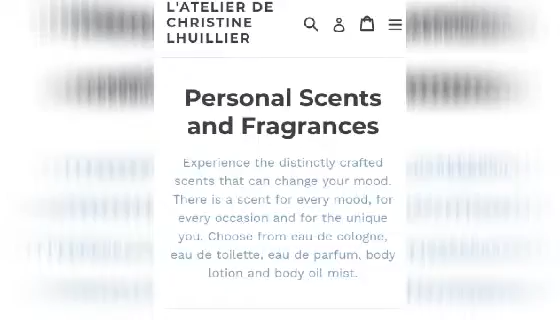 L'ATELIER DE
CHRISTINE
LHUILLIER
Personal Scents
and Fragrances
Experience the distinctly crafted
scents that can change your mood.
There is a scent for every mood, for
every occasion and for the unique
you. Choose from eau de cologne,
eau de toilette, eau de parfum, body
lotion and body oil mist.